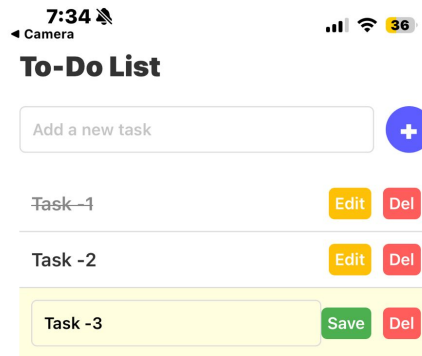 7:34
◀ Camera
36
To-Do List
Add a new task
+
Task -1 Edit Del
Task -2 Edit Del
Task -3 Save Del